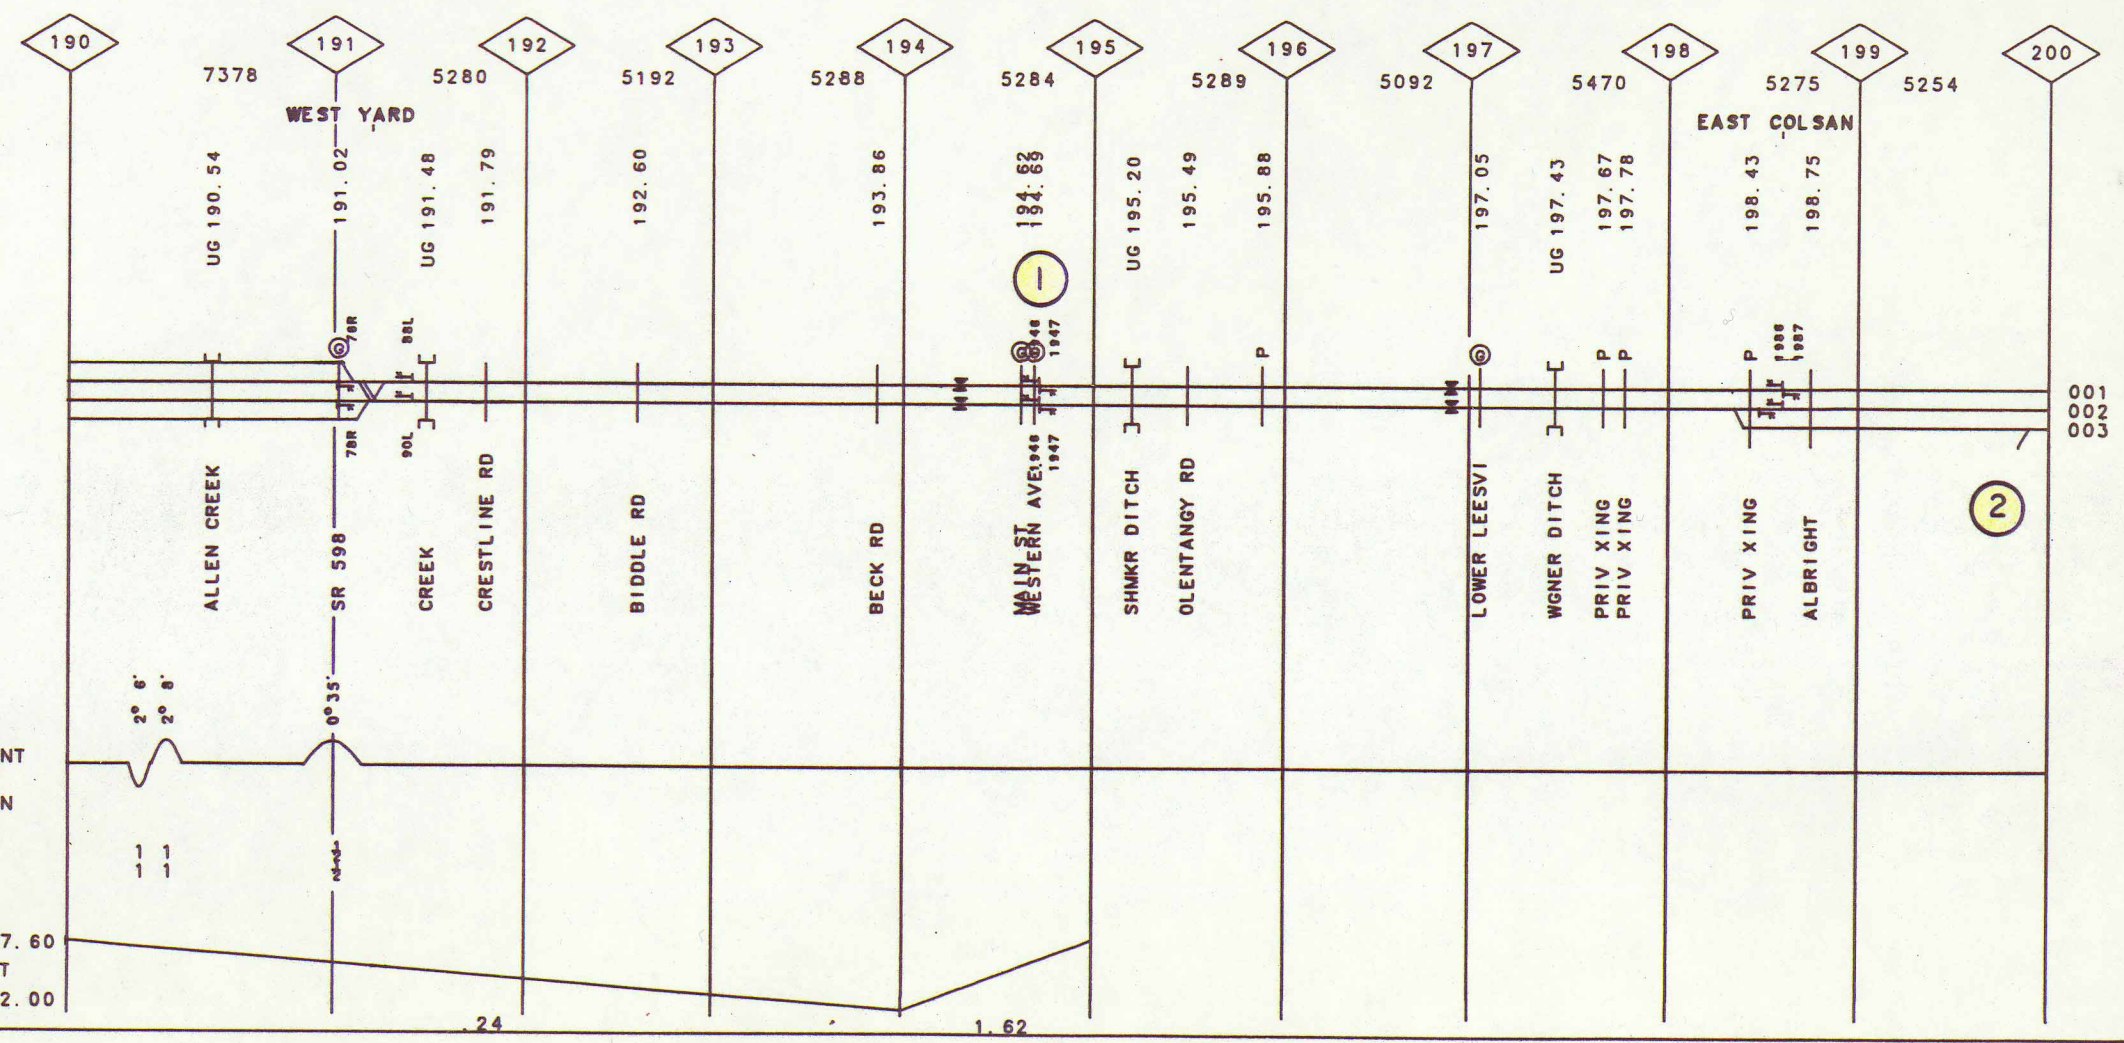 190 191 192 193 194 195 196 197 198 199 200
7378 5280 5192 5288 5284 5289 5092 5470 5275 5254
WEST YARD
EAST COLSAN
UG 190.54
191.02
UG 191.48
191.79
192.60
193.86
194.62
194.69
UG 195.20
195.49
195.88
197.05
UG 197.43
197.67
197.78
198.43
198.75
1
78R
88L
1946
1947
P
P
P
P
1988
1987
001
002
003
78R
90L
1946
1947
2
ALLEN CREEK
SR 598
CREEK
CRESTLINE RD
BIDDLE RD
BECK RD
MAIN ST
WESTERN AVE
SHMKR DITCH
OLENTANGY RD
LOWER LEESVI
WGNER DITCH
PRIV XING
PRIV XING
PRIV XING
ALBRIGHT
2° 6'
2° 8'
0° 35'
NT
N
1 1
1 1
7.60
T
2.00
.24 1.62